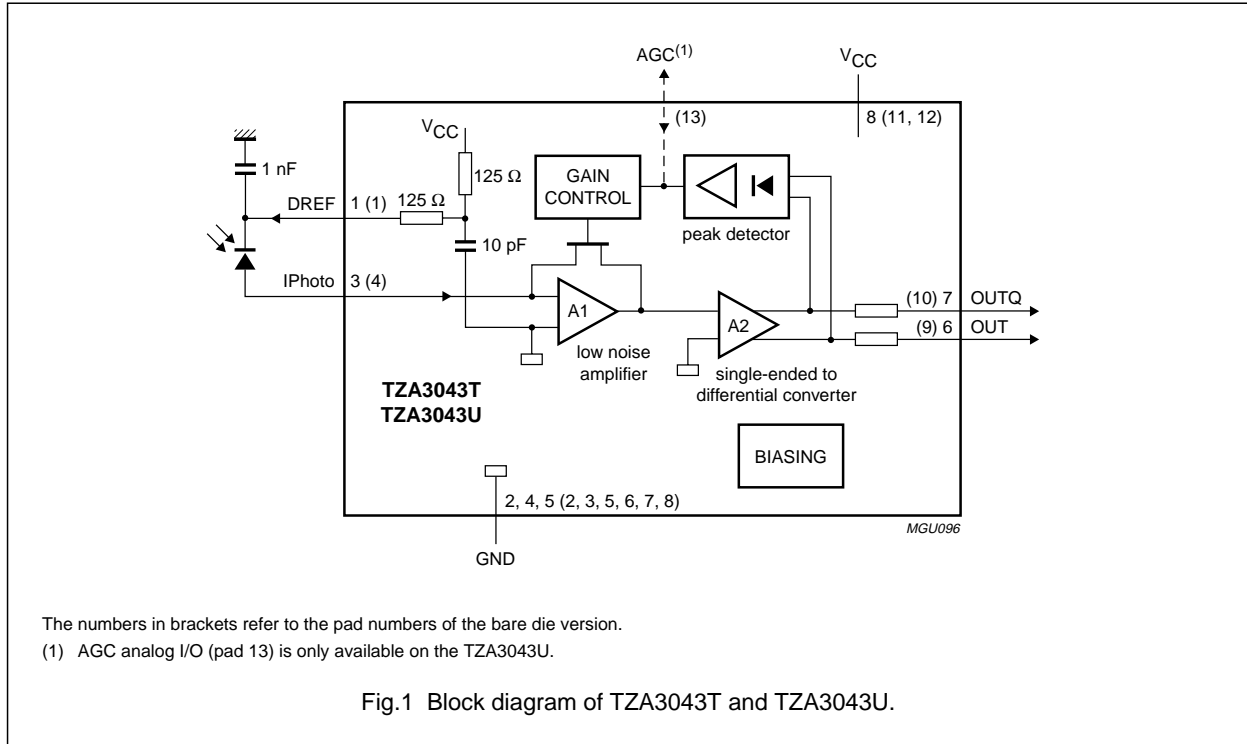 AGC(1)
VCC
(13)
8 (11, 12)
VCC
1 nF
125 Ω
GAIN
CONTROL
DREF
1 (1)
125 Ω
peak detector
10 pF
IPhoto
3 (4)
A1
A2
(10) 7
OUTQ
(9) 6
OUT
low noise
amplifier
single-ended to
differential converter
TZA3043T
TZA3043U
BIASING
2, 4, 5 (2, 3, 5, 6, 7, 8)
MGU096
GND
The numbers in brackets refer to the pad numbers of the bare die version.
(1) AGC analog I/O (pad 13) is only available on the TZA3043U.
Fig.1 Block diagram of TZA3043T and TZA3043U.